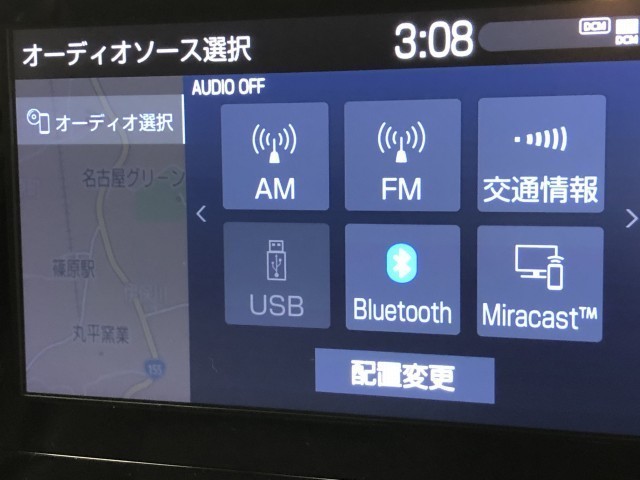 オーディオソース選択
3:08
DCM
DCM
AUDIO OFF
オーディオ選択
AM
FM
交通情報
名古屋グリーン
USB
Bluetooth
Miracast™
篠原駅
丸平窯業
配置変更